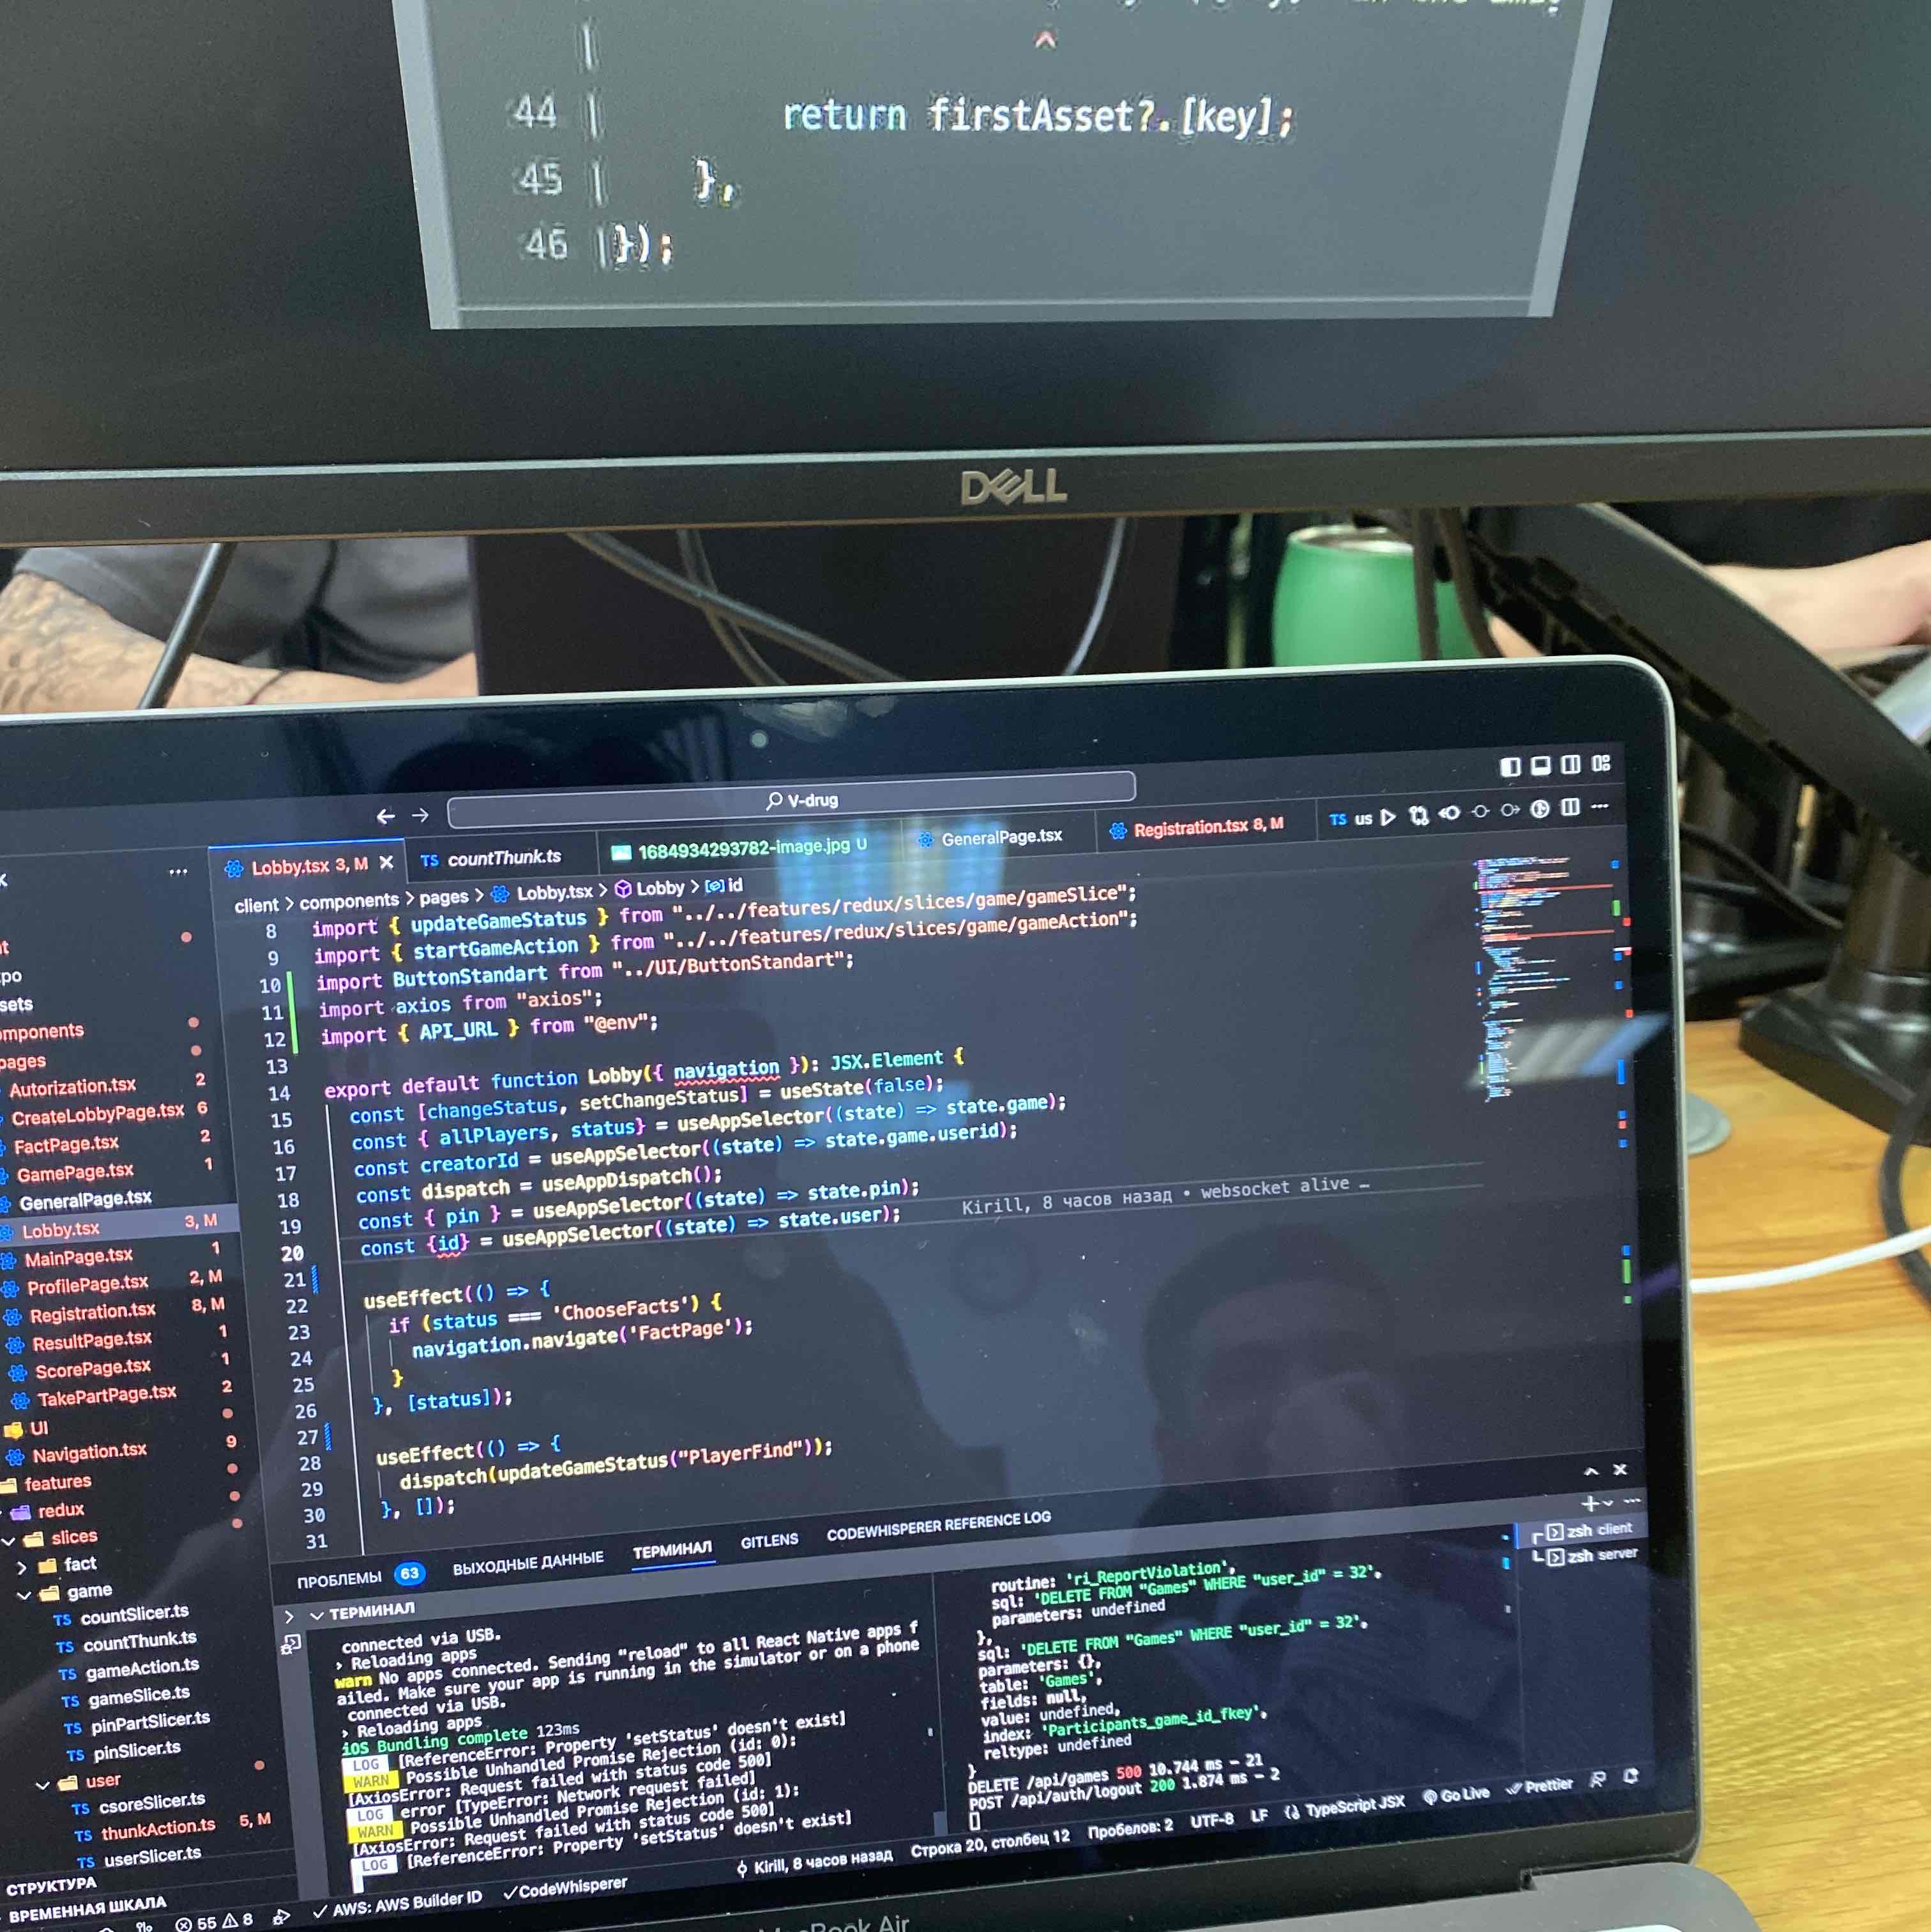 44 | return firstAsset?.[key];
45 | },
46 |});
DELL
V-drug
Lobby.tsx 3, M
TS countThunk.ts
1684934293782-image.jpg U
GeneralPage.tsx
Registration.tsx 8, M
TS us
client > components > pages > Lobby.tsx > Lobby > id
8 import { updateGameStatus } from "../../features/redux/slices/game/gameSlice";
9 import { startGameAction } from "../../features/redux/slices/game/gameAction";
10 import ButtonStandart from "../UI/ButtonStandart";
11 import axios from "axios";
12 import { API_URL } from "@env";
13
14 export default function Lobby({ navigation }): JSX.Element {
15 const [changeStatus, setChangeStatus] = useState(false);
16 const { allPlayers, status} = useAppSelector((state) => state.game);
17 const creatorId = useAppSelector((state) => state.game.userid);
18 const dispatch = useAppDispatch();
19 const { pin } = useAppSelector((state) => state.pin);
20 const {id} = useAppSelector((state) => state.user); Kirill, 8 часов назад • websocket alive …
21
22 useEffect(() => {
23 if (status === 'ChooseFacts') {
24 navigation.navigate('FactPage');
25 }
26 }, [status]);
27
28 useEffect(() => {
29 dispatch(updateGameStatus("PlayerFind"));
30 }, []);
31
po
sets
mponents
pages
Autorization.tsx 2
CreateLobbyPage.tsx 6
FactPage.tsx 2
GamePage.tsx 1
GeneralPage.tsx
Lobby.tsx 3, M
MainPage.tsx 1
ProfilePage.tsx 2, M
Registration.tsx 8, M
ResultPage.tsx 1
ScorePage.tsx 1
TakePartPage.tsx 2
UI
Navigation.tsx 9
features
redux
slices
fact
game
TS countSlicer.ts
TS countThunk.ts
TS gameAction.ts
TS gameSlice.ts
TS pinPartSlicer.ts
TS pinSlicer.ts
user
TS csoreSlicer.ts
TS thunkAction.ts 5, M
TS userSlicer.ts
СТРУКТУРА
ВРЕМЕННАЯ ШКАЛА
ПРОБЛЕМЫ 63 ВЫХОДНЫЕ ДАННЫЕ ТЕРМИНАЛ GITLENS CODEWHISPERER REFERENCE LOG
ТЕРМИНАЛ
connected via USB.
› Reloading apps
warn No apps connected. Sending "reload" to all React Native apps f
ailed. Make sure your app is running in the simulator or on a phone
connected via USB.
› Reloading apps
iOS Bundling complete 123ms
LOG [ReferenceError: Property 'setStatus' doesn't exist]
WARN Possible Unhandled Promise Rejection (id: 0):
[AxiosError: Request failed with status code 500]
LOG error [TypeError: Network request failed]
WARN Possible Unhandled Promise Rejection (id: 1):
[AxiosError: Request failed with status code 500]
LOG [ReferenceError: Property 'setStatus' doesn't exist]
routine: 'ri_ReportViolation',
sql: 'DELETE FROM "Games" WHERE "user_id" = 32',
parameters: undefined
},
sql: 'DELETE FROM "Games" WHERE "user_id" = 32',
parameters: {},
table: 'Games',
fields: null,
value: undefined,
index: 'Participants_game_id_fkey',
reltype: undefined
}
DELETE /api/games 500 10.744 ms - 21
POST /api/auth/logout 200 1.874 ms - 2
zsh client
zsh server
55 8 AWS: AWS Builder ID CodeWhisperer Kirill, 8 часов назад Строка 20, столбец 12 Пробелов: 2 UTF-8 LF TypeScript JSX Go Live Prettier
MacBook Air